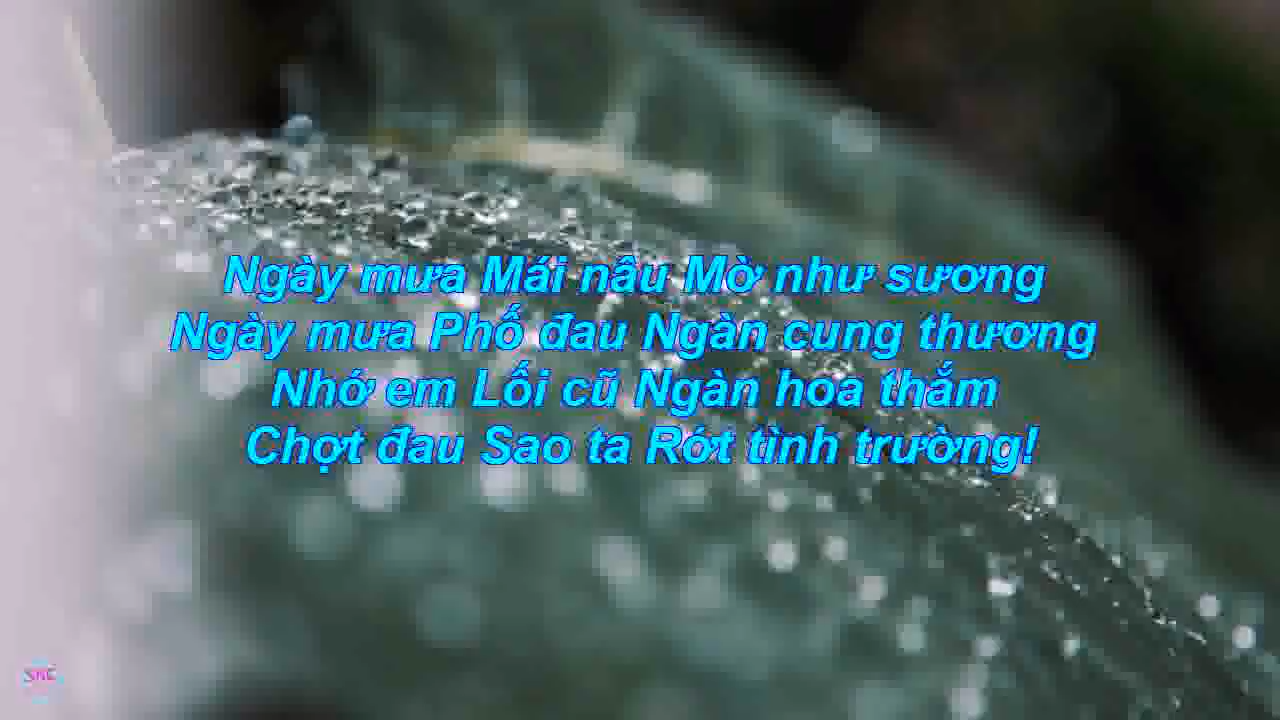 Ngày mưa Mái nâu Mờ như sương
Ngày mưa Phố đau Ngàn cung thương
Nhớ em Lối cũ Ngàn hoa thắm
Chợt đau Sao ta Rớt tình trường!